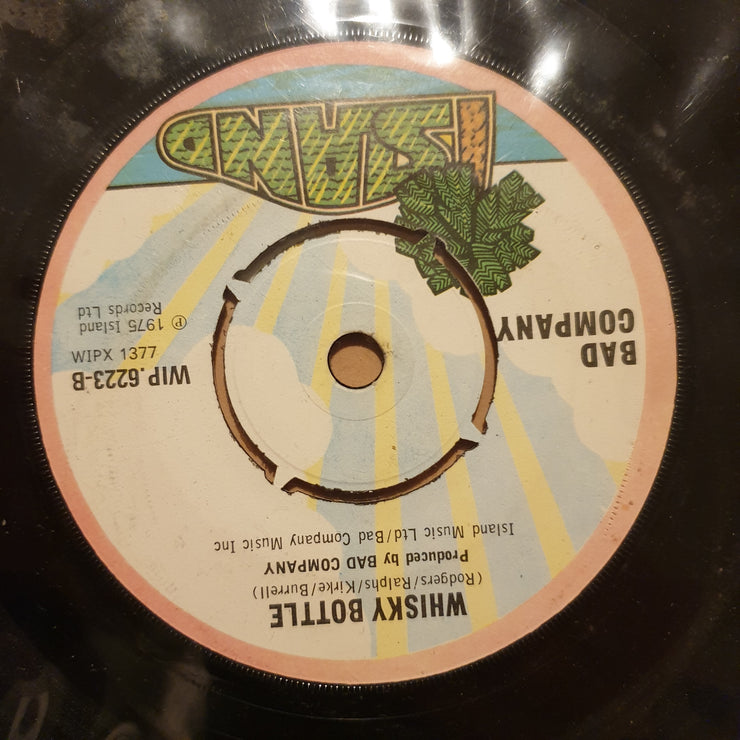 ISLAND
BAD
COMPANY
WIP.6223-B
WIPX 1377
℗ 1975 Island
Records Ltd
WHISKY BOTTLE
(Rodgers/Ralphs/Kirke/Burrell)
Produced by BAD COMPANY
Island Music Ltd/Bad Company Music Inc